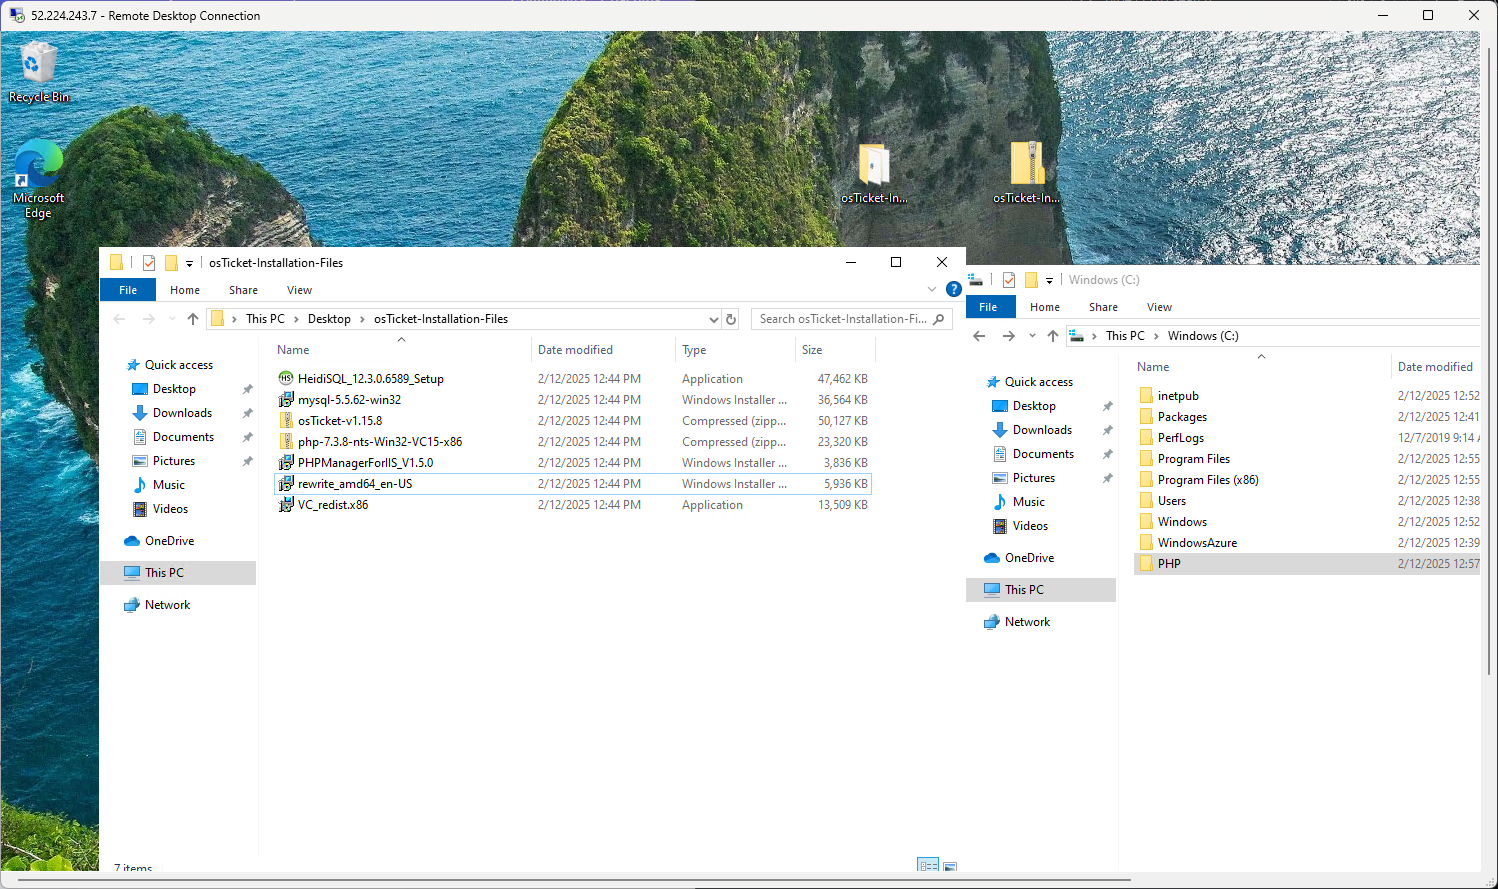 52.224.243.7 - Remote Desktop Connection
Recycle Bin
Microsoft
Edge
osTicket-In...
osTicket-In...
osTicket-Installation-Files
File Home Share View
This PC > Desktop > osTicket-Installation-Files
Search osTicket-Installation-Fi...
Quick access
Desktop
Downloads
Documents
Pictures
Music
Videos
OneDrive
This PC
Network
Name Date modified Type Size
HeidiSQL_12.3.0.6589_Setup 2/12/2025 12:44 PM Application 47,462 KB
mysql-5.5.62-win32 2/12/2025 12:44 PM Windows Installer ... 36,564 KB
osTicket-v1.15.8 2/12/2025 12:44 PM Compressed (zipp... 50,127 KB
php-7.3.8-nts-Win32-VC15-x86 2/12/2025 12:44 PM Compressed (zipp... 23,320 KB
PHPManagerForIIS_V1.5.0 2/12/2025 12:44 PM Windows Installer ... 3,836 KB
rewrite_amd64_en-US 2/12/2025 12:44 PM Windows Installer ... 5,936 KB
VC_redist.x86 2/12/2025 12:44 PM Application 13,509 KB
7 items
Windows (C:)
File Home Share View
This PC > Windows (C:)
Quick access
Desktop
Downloads
Documents
Pictures
Music
Videos
OneDrive
This PC
Network
Name Date modified
inetpub 2/12/2025 12:52
Packages 2/12/2025 12:41
PerfLogs 12/7/2019 9:14 A
Program Files 2/12/2025 12:55
Program Files (x86) 2/12/2025 12:55
Users 2/12/2025 12:38
Windows 2/12/2025 12:52
WindowsAzure 2/12/2025 12:39
PHP 2/12/2025 12:57